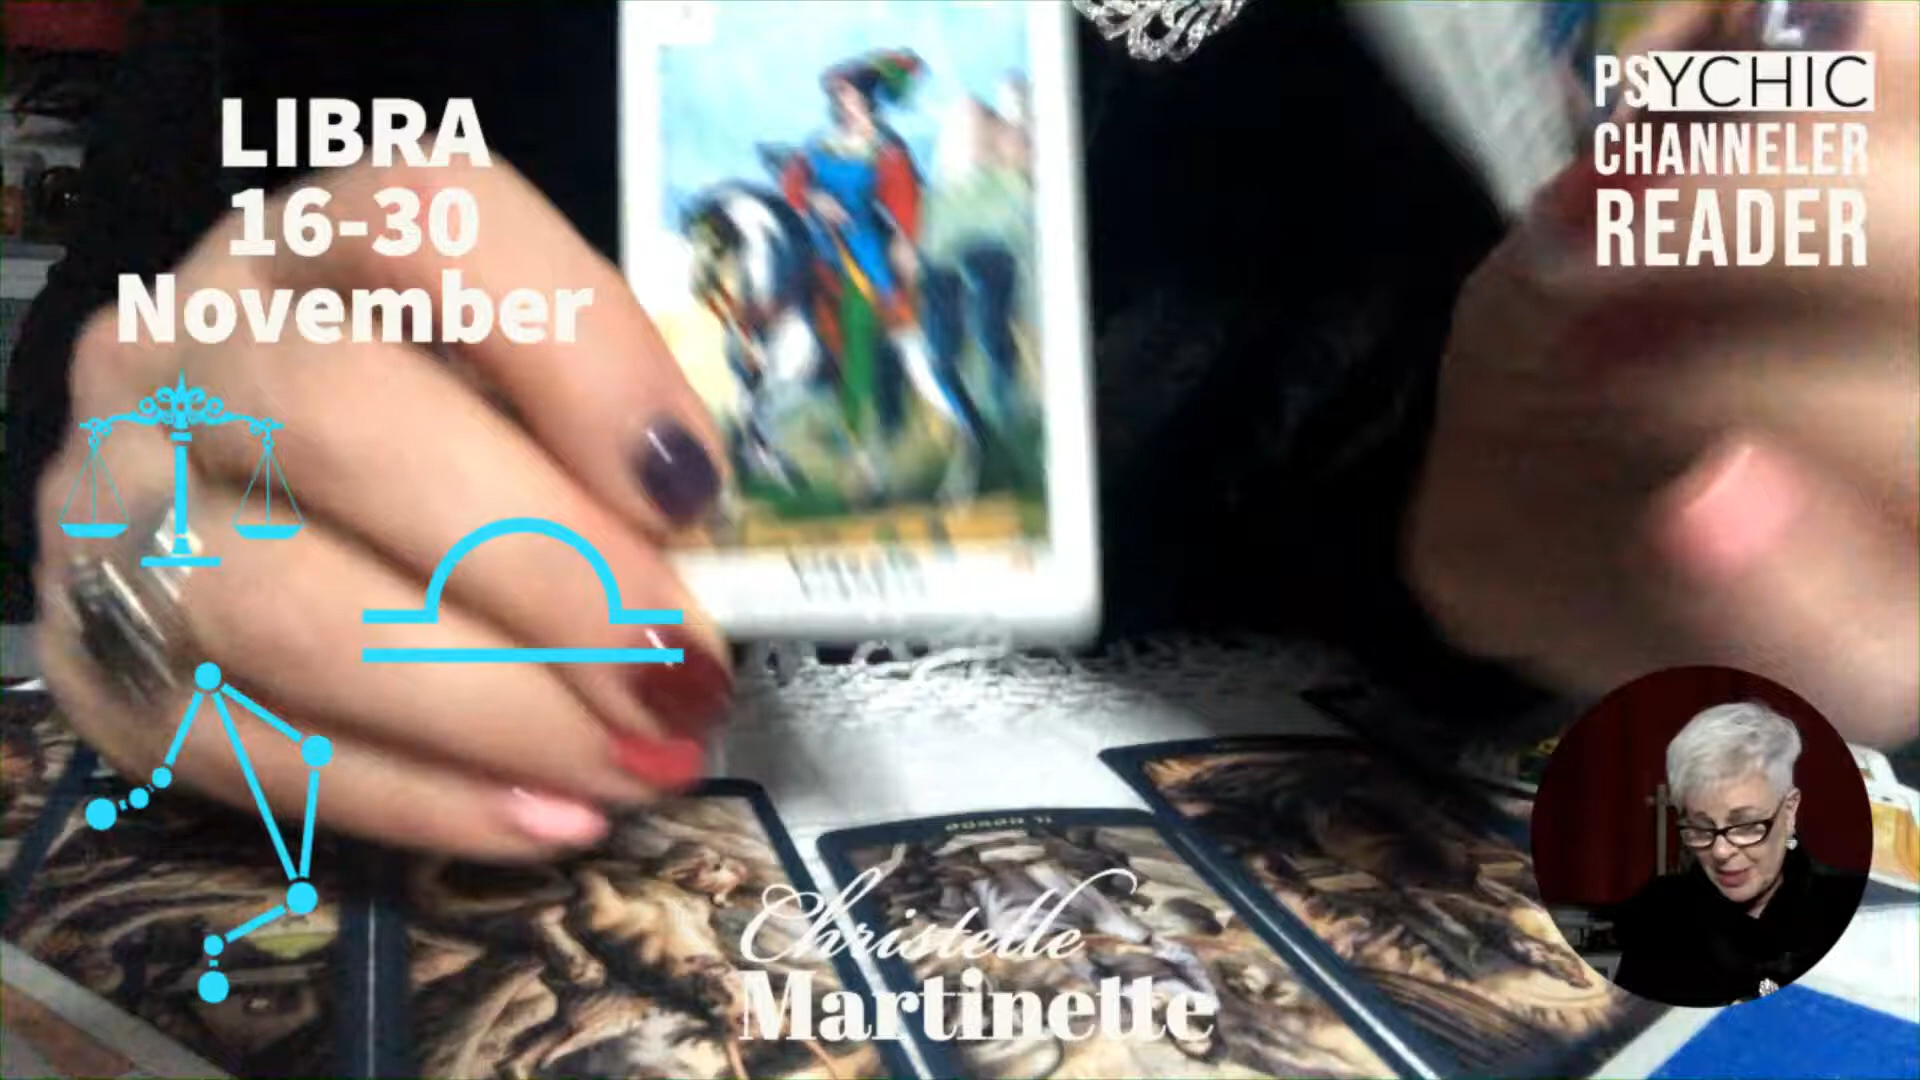 LIBRA
16-30
November
PSYCHIC
CHANNELER
READER
Christelle
Martinette